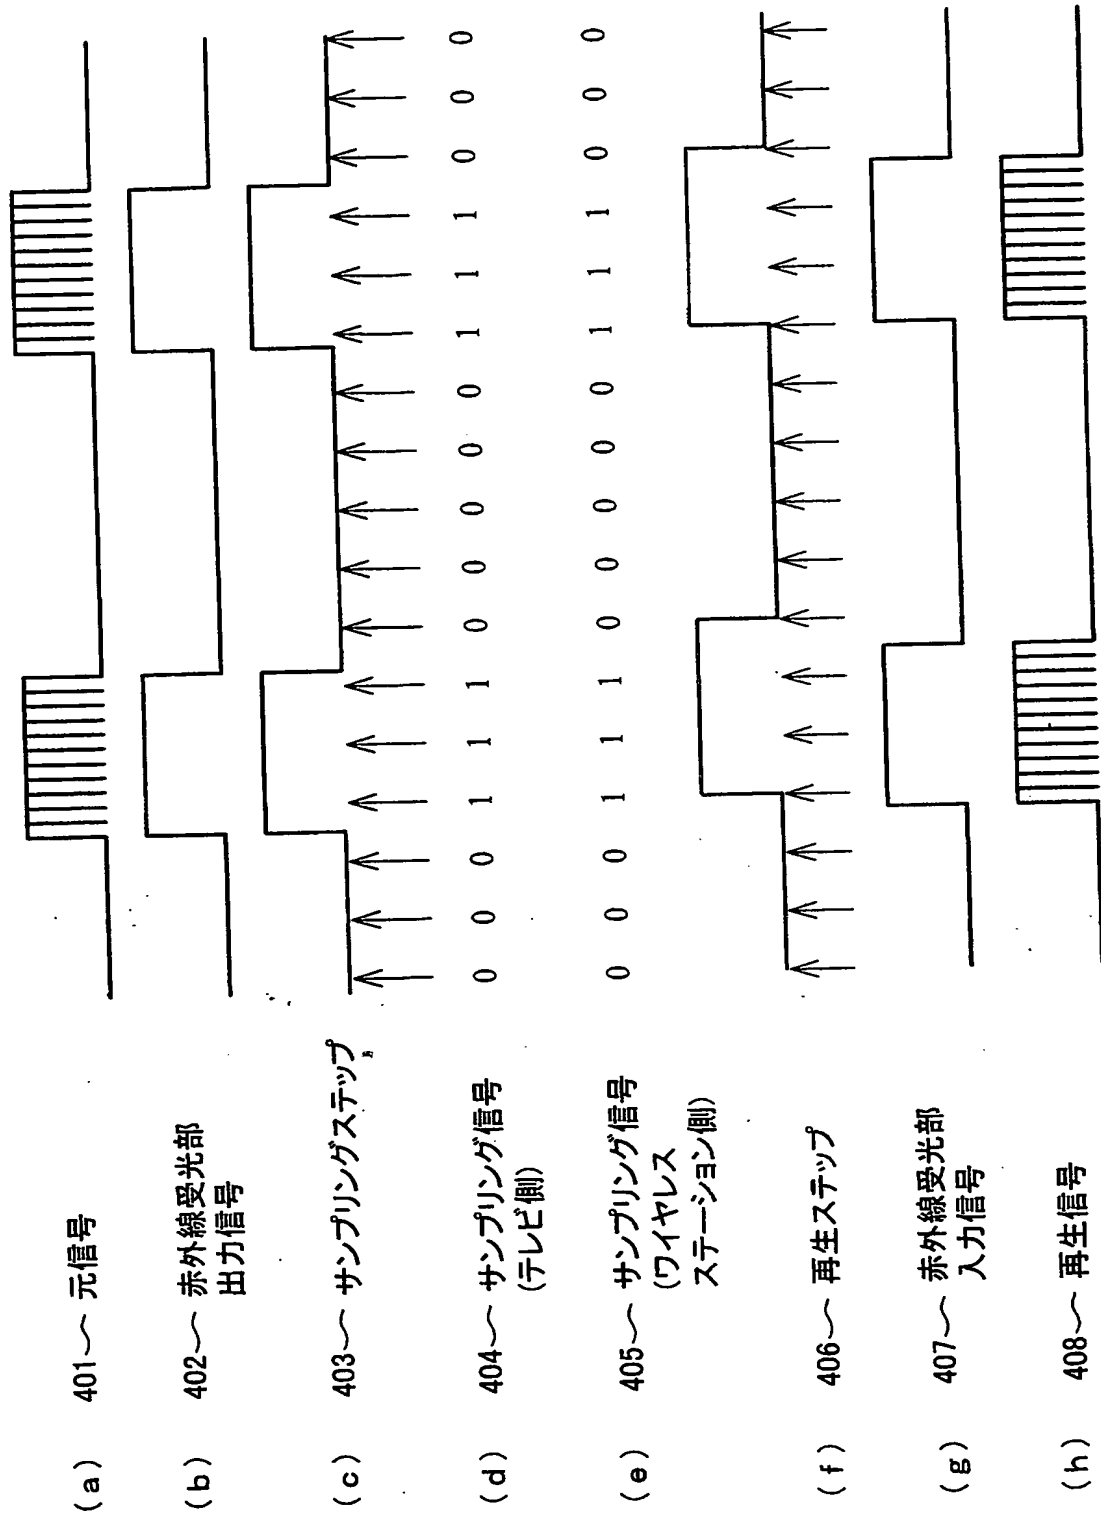 (a) 401～ 元信号
(b) 402～ 赤外線受光部
出力信号
(c) 403～ サンプリングステップ
(d) 404～ サンプリング信号 0 0 0 1 1 1 0 0 0 0 0 1 1 1 0 0 0
(テレビ側)
(e) 405～ サンプリング信号 0 0 0 1 1 1 0 0 0 0 0 1 1 1 0 0 0
(ワイヤレス
ステーション側)
(f) 406～ 再生ステップ
(g) 407～ 赤外線受光部
入力信号
(h) 408～ 再生信号